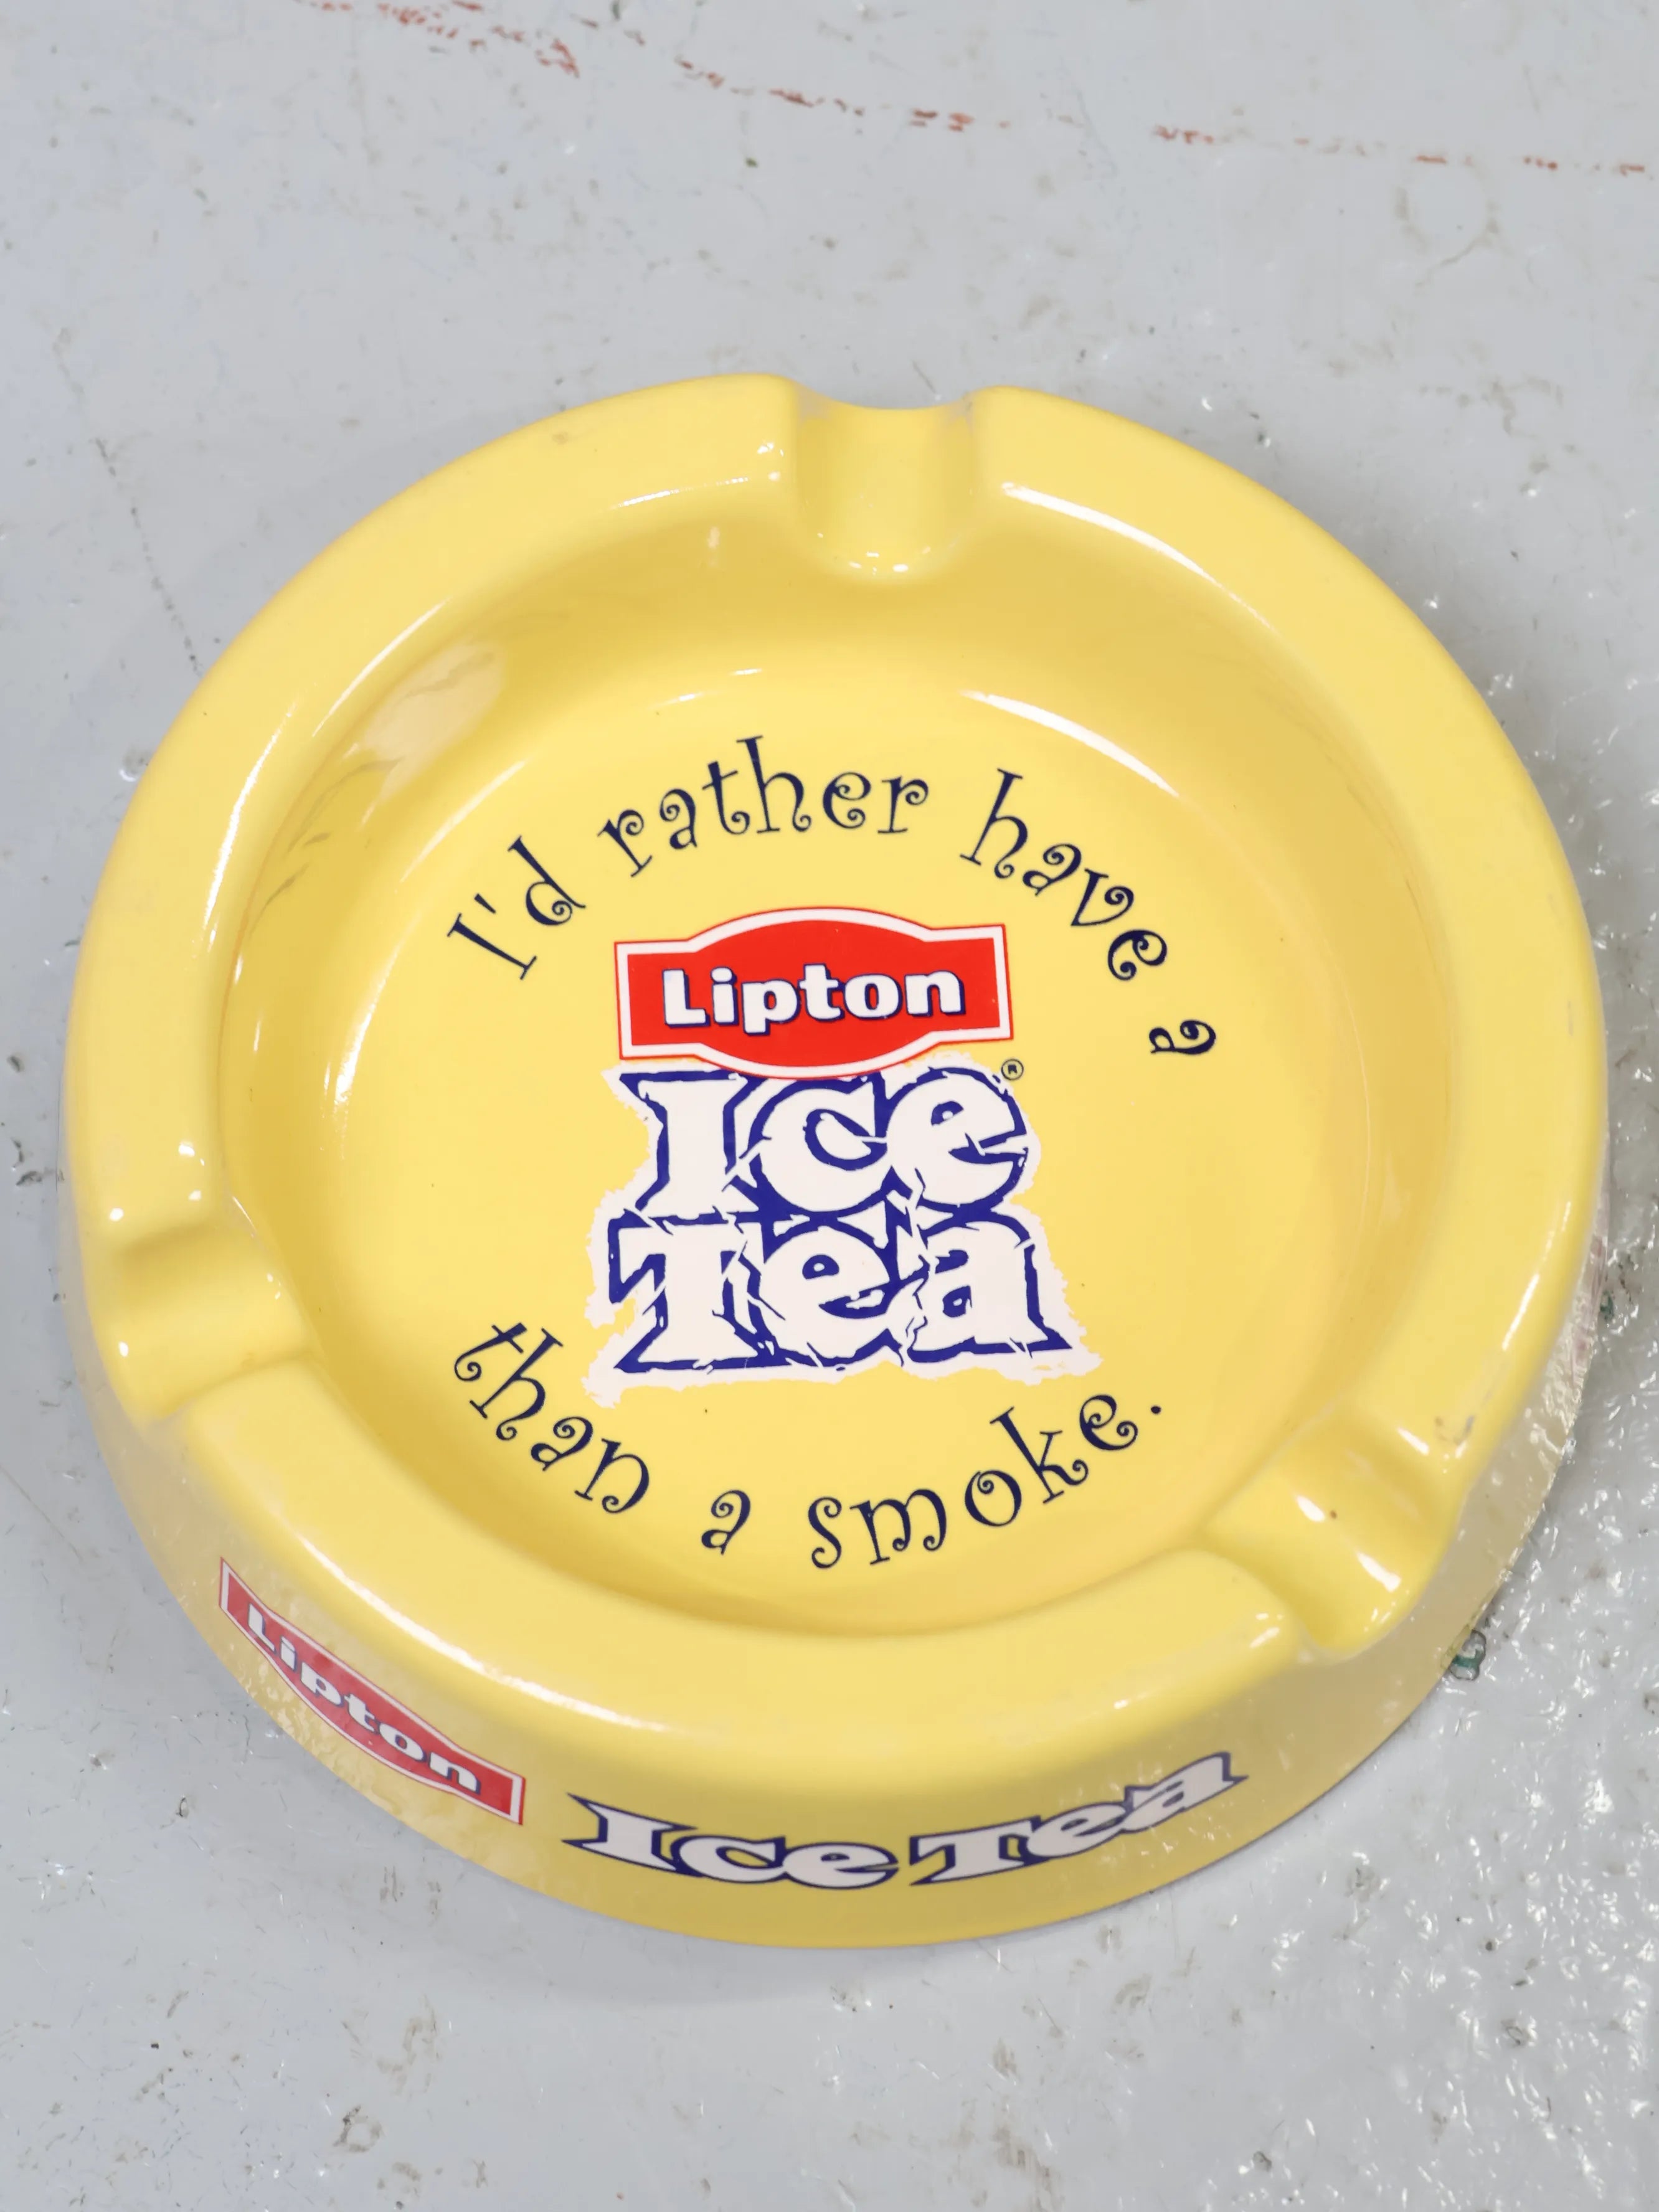 I'd rather have a
Lipton
Ice ®
Tea
than a smoke.
Lipton Ice Tea